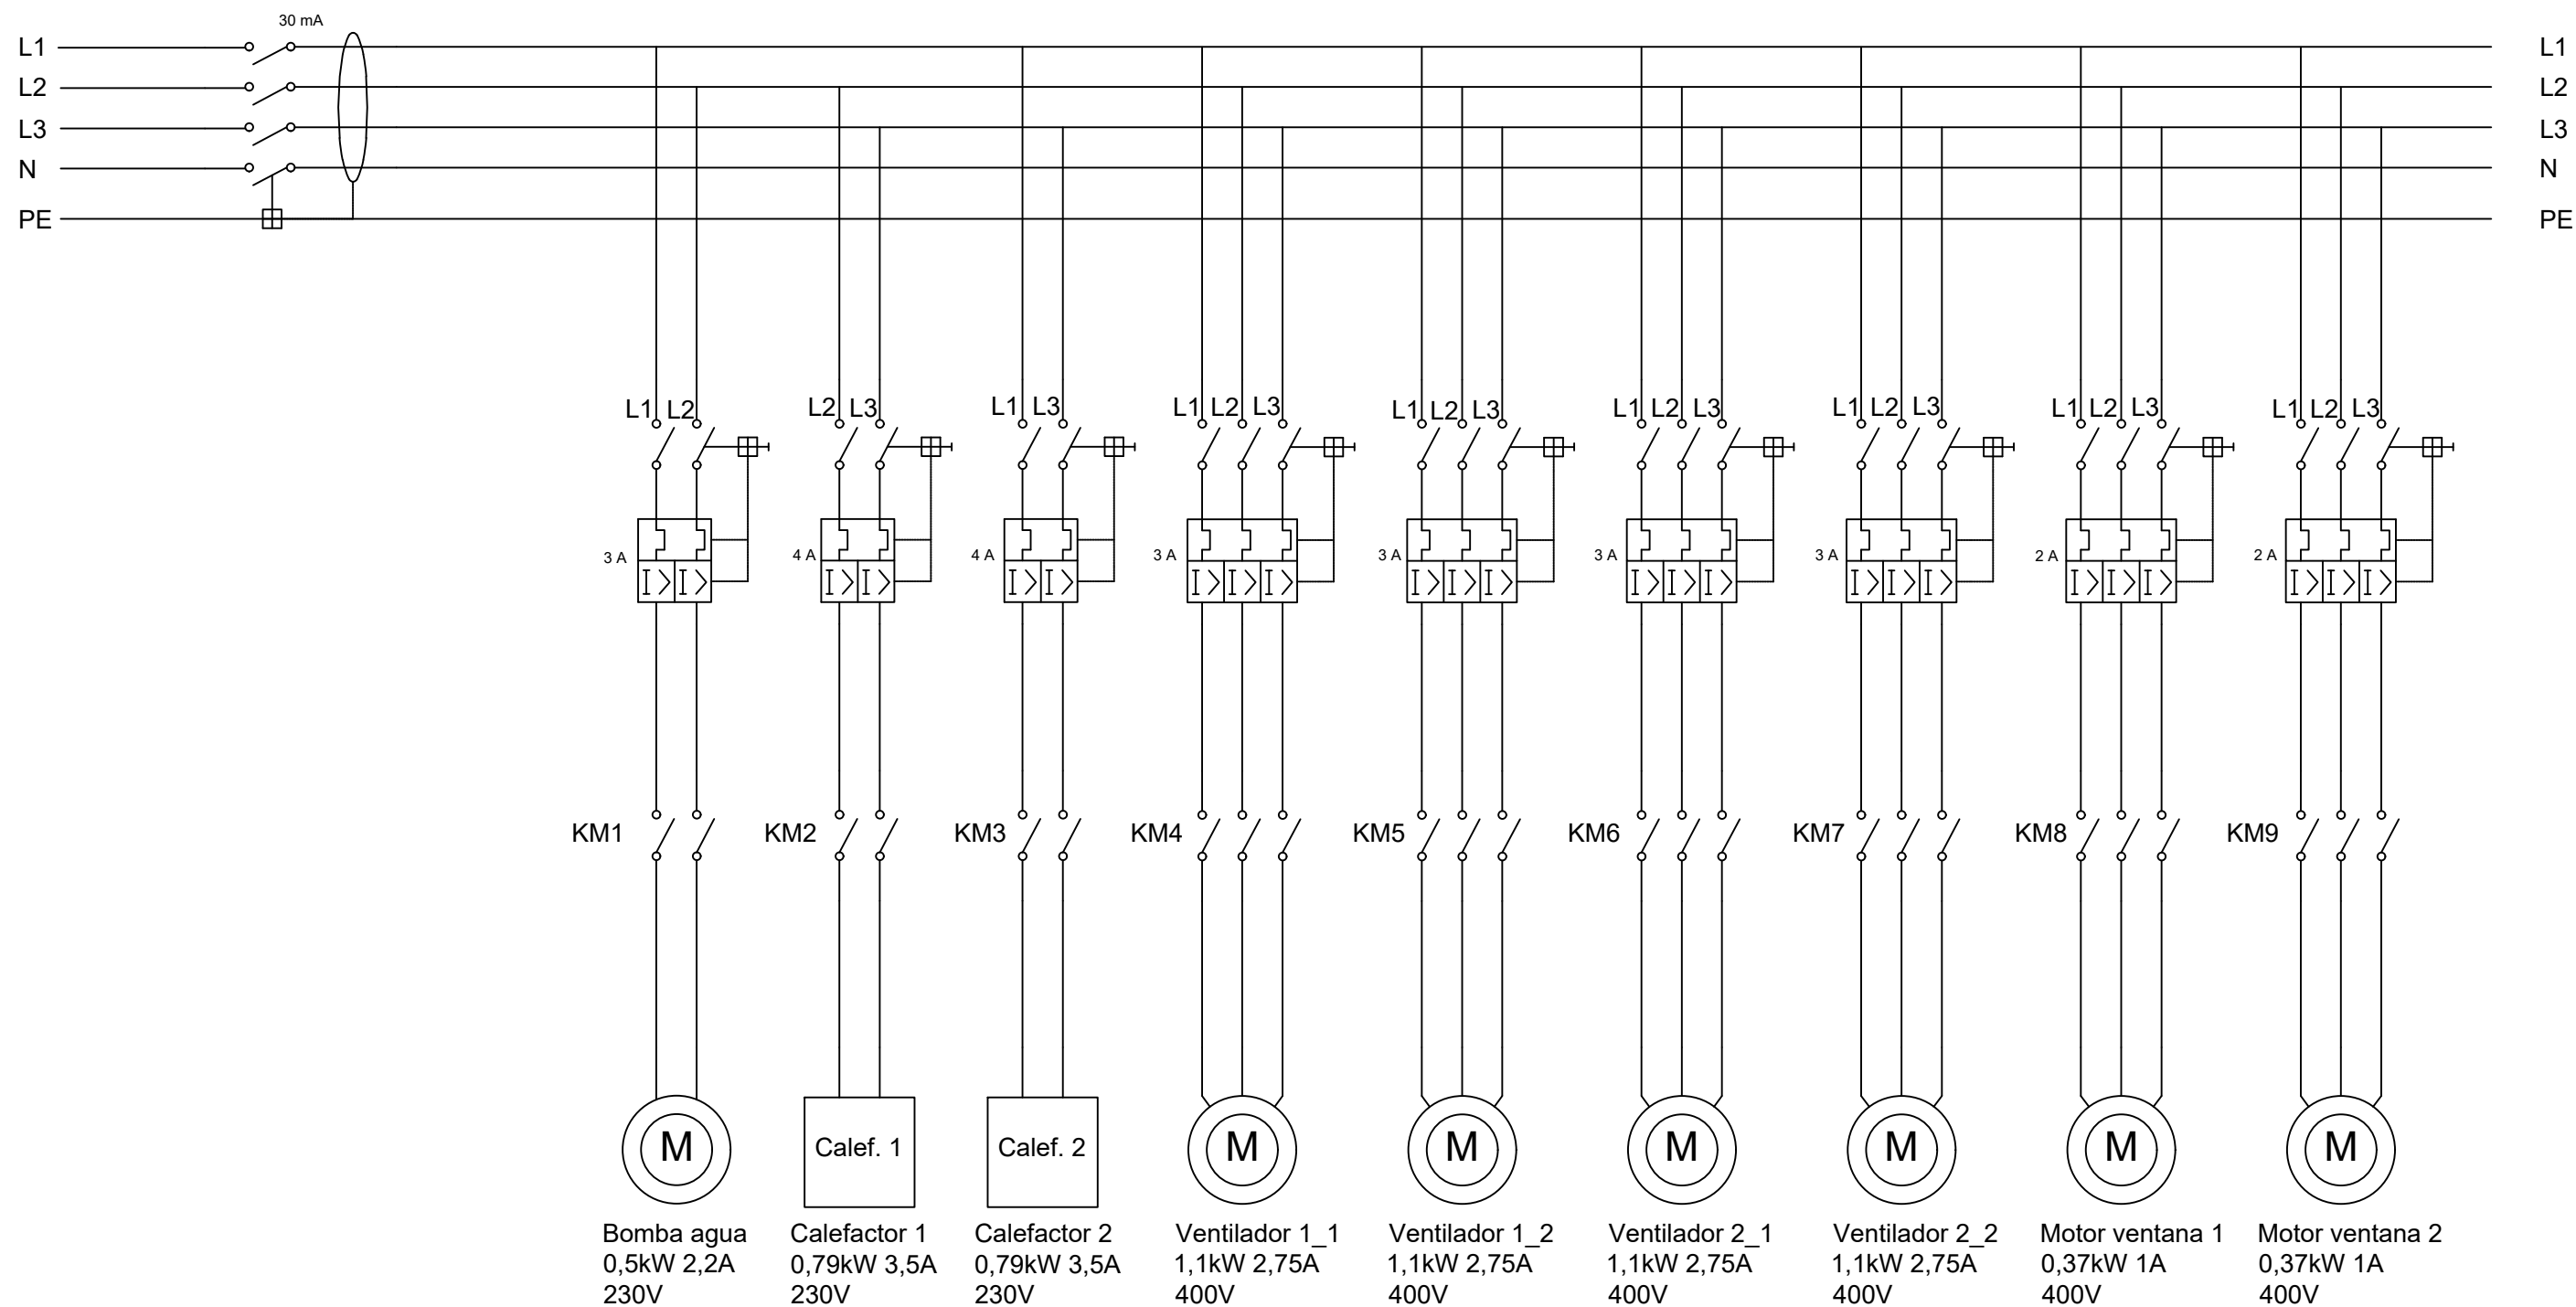 30 mA
L1 L1
L2 L2
L3 L3
N N
PE PE
L1 L2 L2 L3 L1 L3 L1 L2 L3 L1 L2 L3 L1 L2 L3 L1 L2 L3 L1 L2 L3 L1 L2 L3
3 A 4 A 4 A 3 A 3 A 3 A 3 A 2 A 2 A
I> I> I> I> I> I> I> I> I> I> I> I> I> I> I> I> I> I> I> I> I> I> I> I>
KM1 KM2 KM3 KM4 KM5 KM6 KM7 KM8 KM9
M Calef. 1 Calef. 2 M M M M M M
Bomba agua
0,5kW 2,2A
230V
Calefactor 1
0,79kW 3,5A
230V
Calefactor 2
0,79kW 3,5A
230V
Ventilador 1_1
1,1kW 2,75A
400V
Ventilador 1_2
1,1kW 2,75A
400V
Ventilador 2_1
1,1kW 2,75A
400V
Ventilador 2_2
1,1kW 2,75A
400V
Motor ventana 1
0,37kW 1A
400V
Motor ventana 2
0,37kW 1A
400V